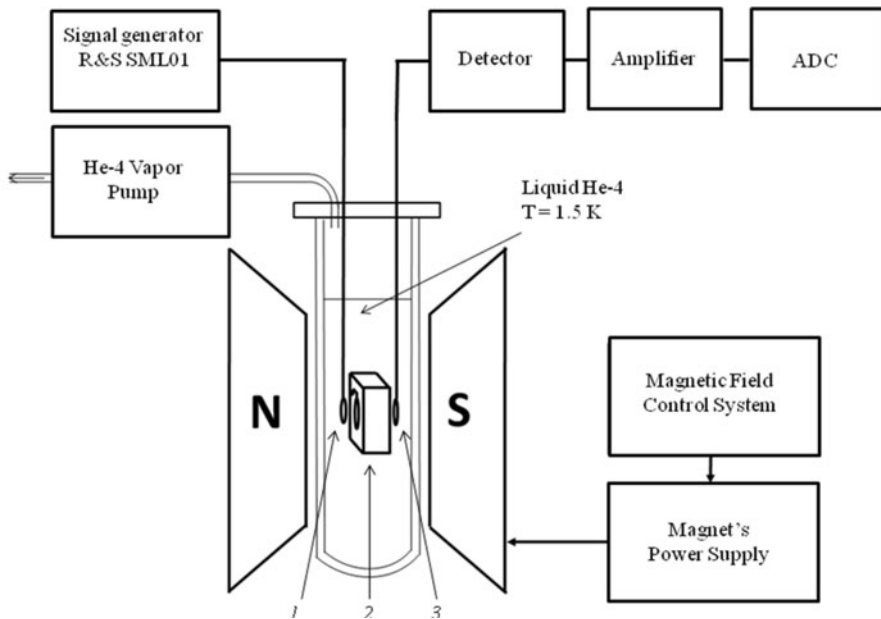 Signal generator
R&S SML01
Detector
Amplifier
ADC
He-4 Vapor
Pump
Liquid He-4
T = 1.5 K
N
S
Magnetic Field
Control System
Magnet's
Power Supply
1
2
3